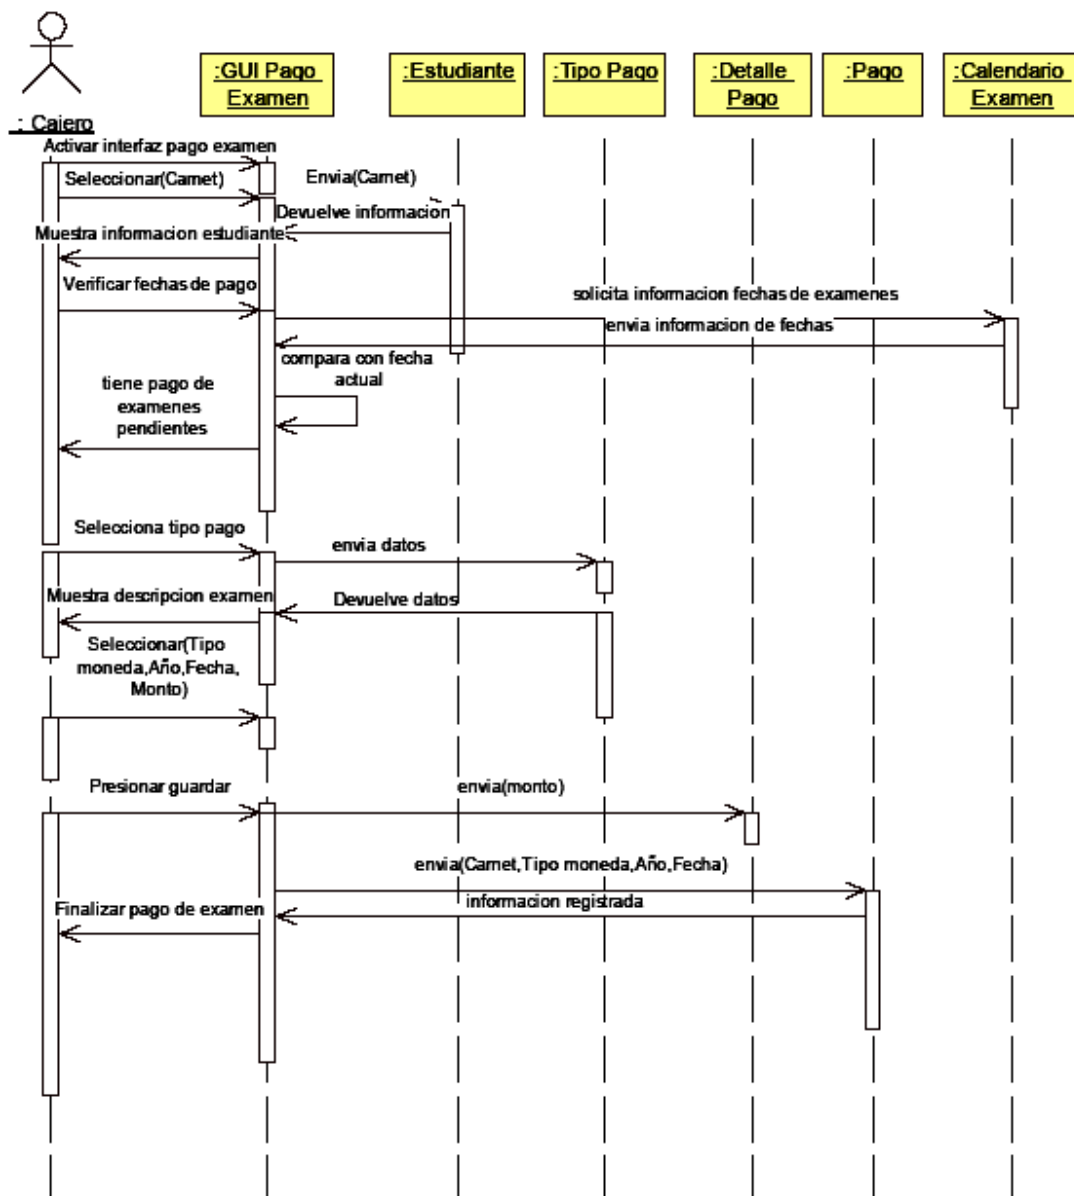 :GUI Pago
Examen
:Estudiante
:Tipo Pago
:Detalle
Pago
:Pago
:Calendario
Examen
: Cajero
Activar interfaz pago examen
Seleccionar(Carnet)
Envia(Carnet)
Devuelve información
Muestra informacion estudiante
Verificar fechas de pago
solicita informacion fechas de examenes
envia informacion de fechas
compara con fecha
actual
tiene pago de
examenes
pendientes
Selecciona tipo pago
envia datos
Muestra descripcion examen
Devuelve datos
Seleccionar(Tipo
moneda,Año,Fecha,
Monto)
Presionar guardar
envia(monto)
envia(Carnet,Tipo moneda,Año,Fecha)
informacion registrada
Finalizar pago de examen